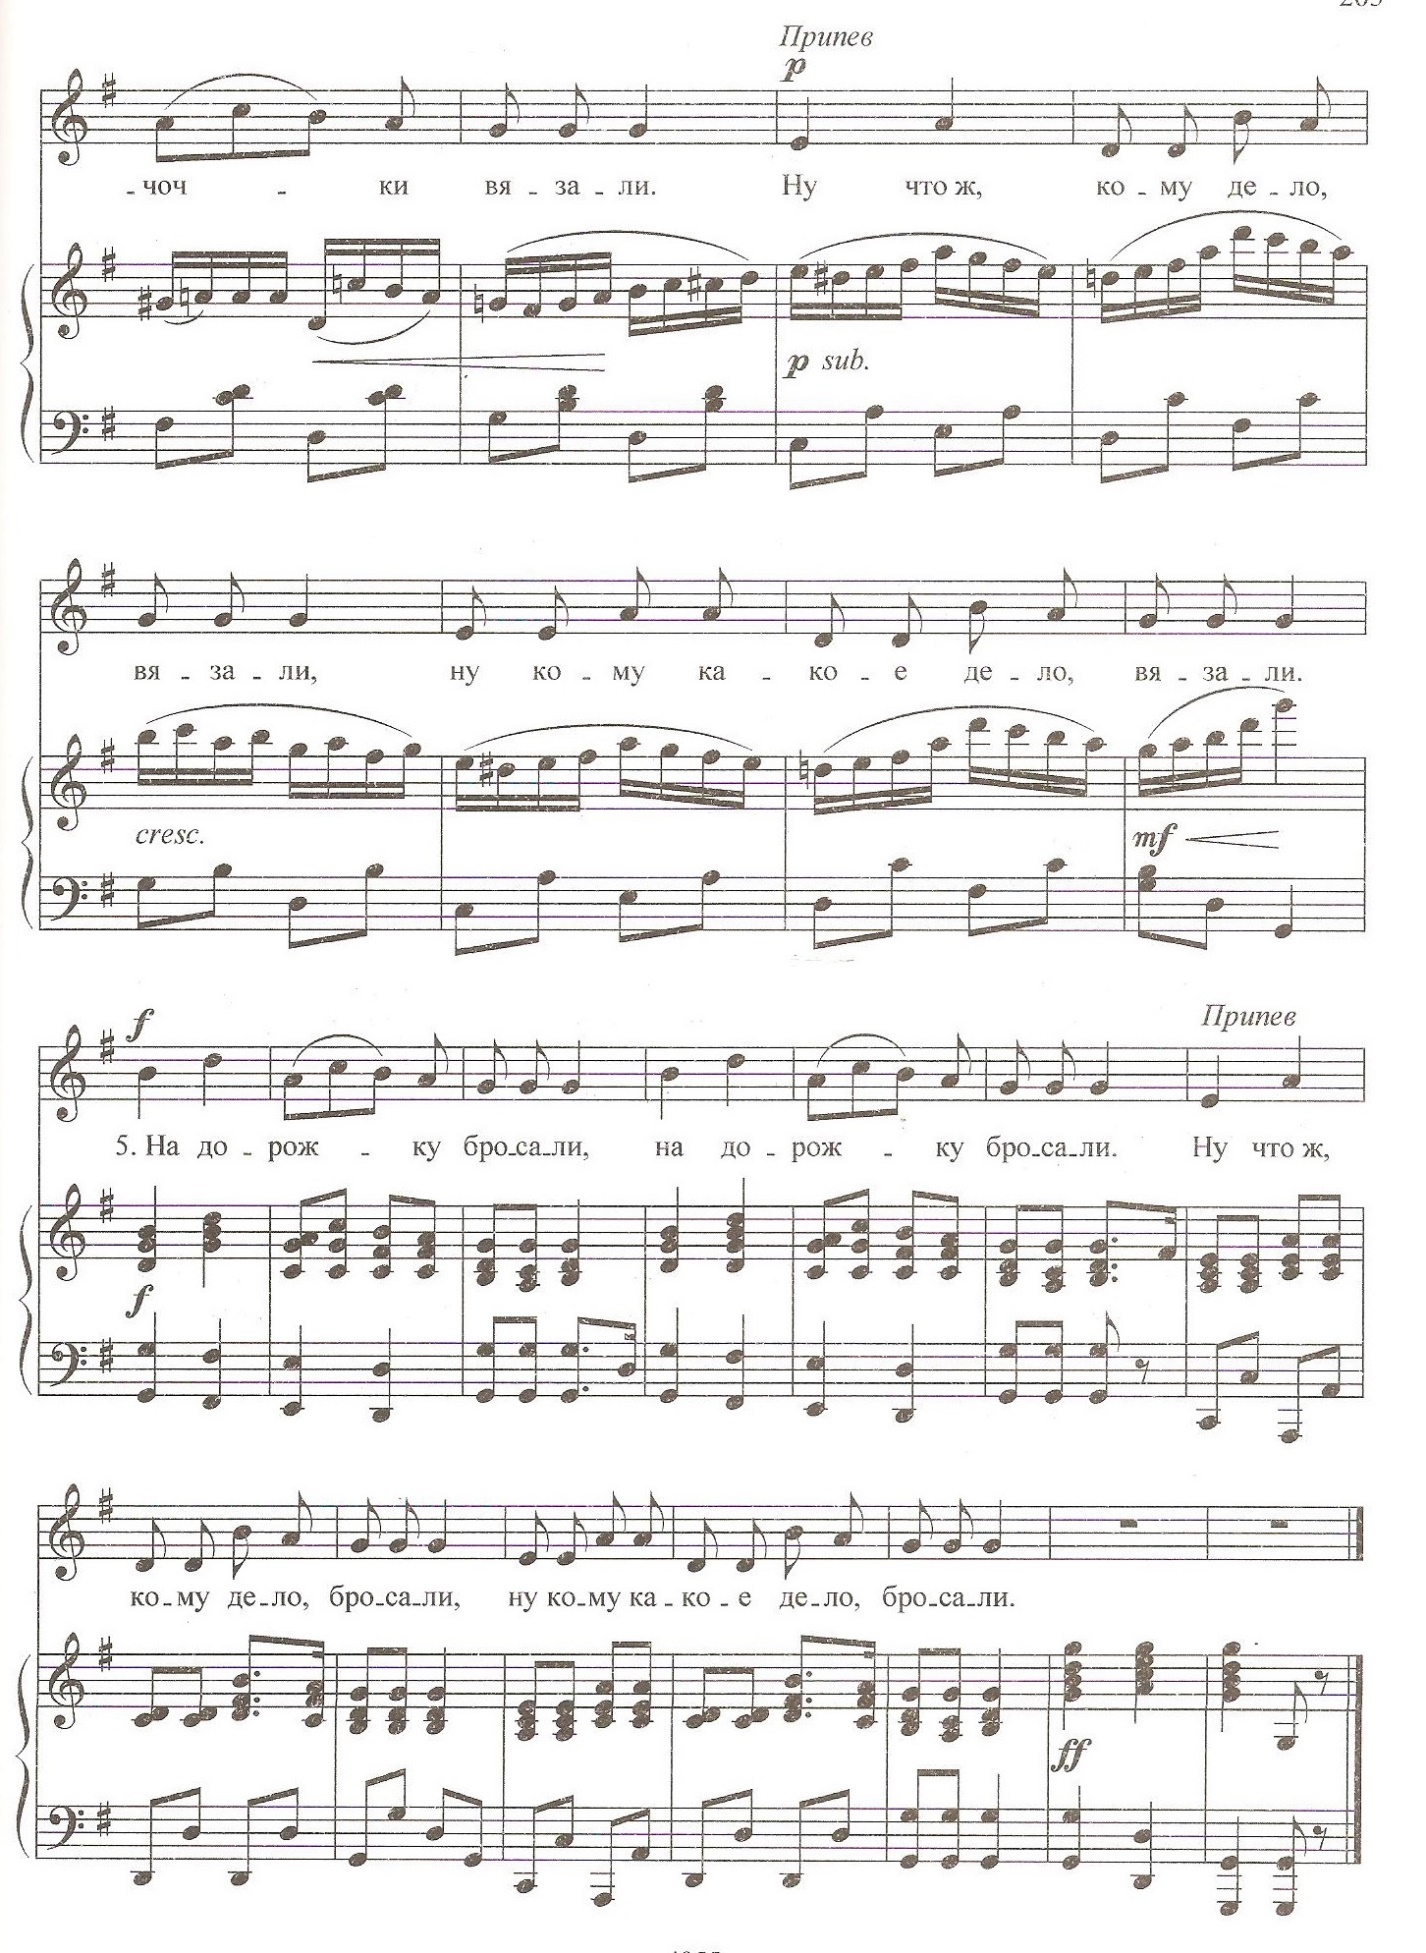 Припев
p
- чоч - ки вя - за - ли. Ну что ж, ко - му де - ло,
p sub.
вя - за - ли, ну ко - му ка - ко - е де - ло, вя - за - ли.
cresc.
mf
f
Припев
5. На до - рож - ку бро-са-ли, на до - рож - ку бро-са-ли. Ну что ж,
f
ко-му де-ло, бро-са-ли, ну ко-му ка - ко - е де-ло, бро-са-ли.
ff